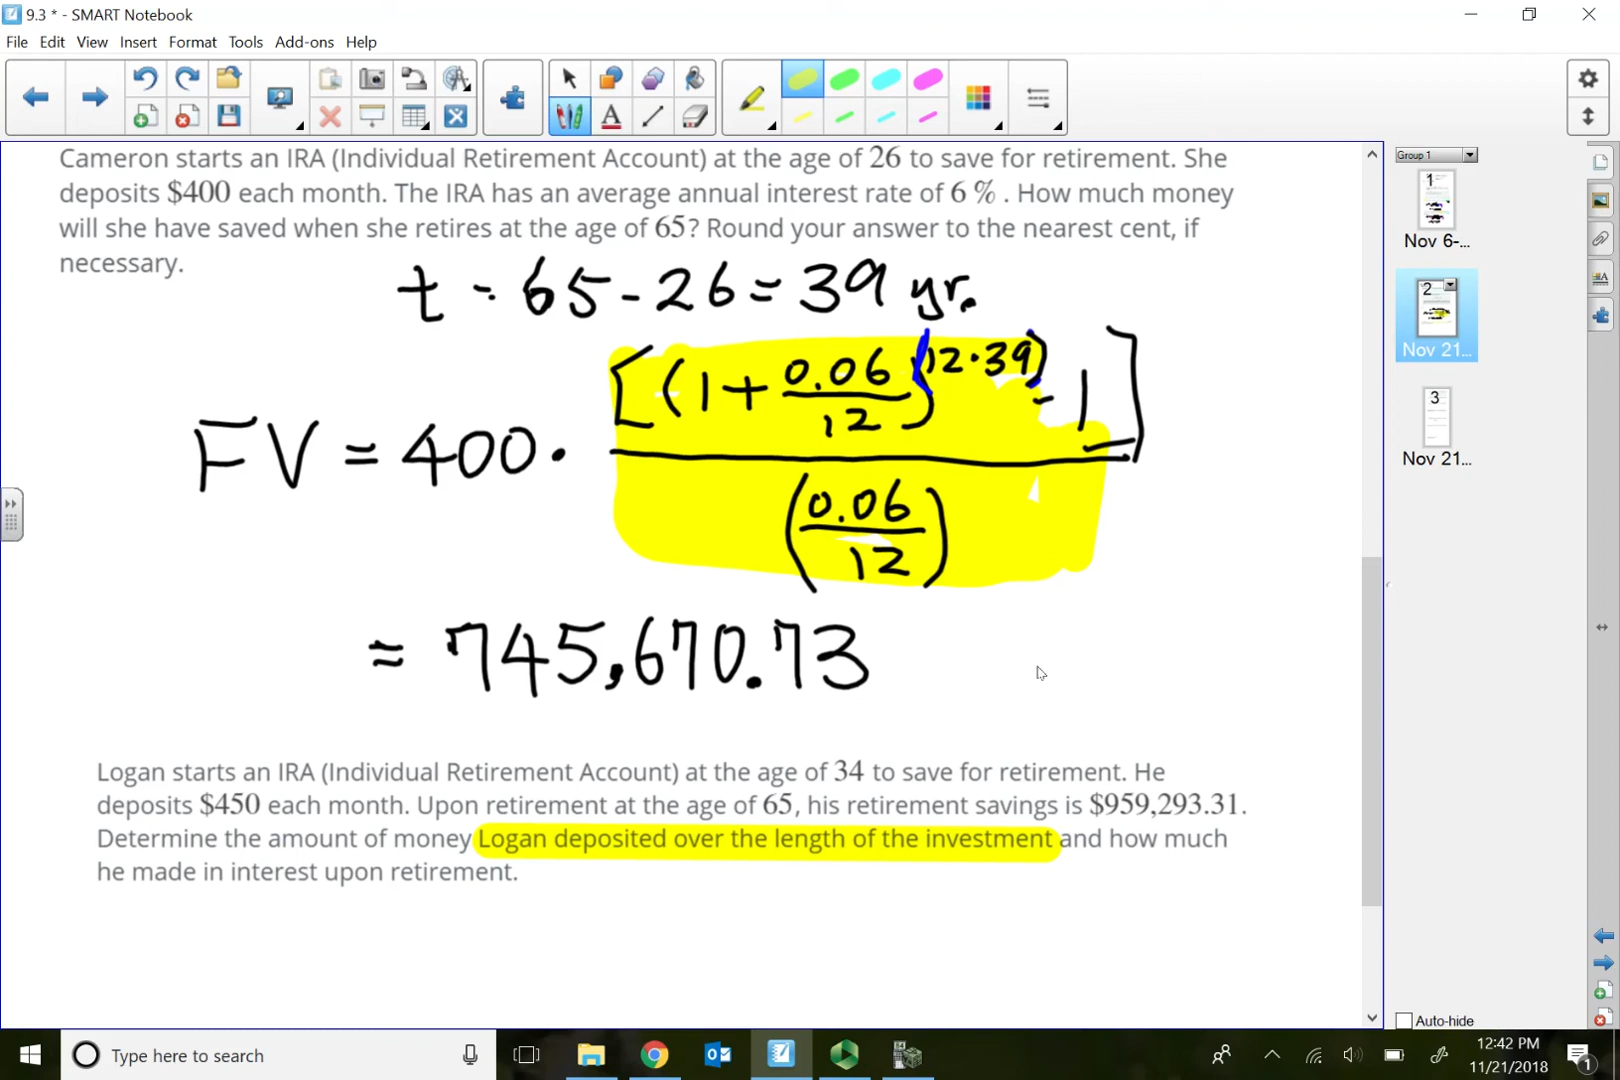 9.3 * - SMART Notebook
File Edit View Insert Format Tools Add-ons Help
Cameron starts an IRA (Individual Retirement Account) at the age of 26 to save for retirement. She
deposits $400 each month. The IRA has an average annual interest rate of 6 % . How much money
will she have saved when she retires at the age of 65? Round your answer to the nearest cent, if
necessary.
t = 65 - 26 = 39 yr.
FV = 400 · [(1 + 0.06/12)^(12·39) - 1] / (0.06/12)
≈ 745,670.73
Logan starts an IRA (Individual Retirement Account) at the age of 34 to save for retirement. He
deposits $450 each month. Upon retirement at the age of 65, his retirement savings is $959,293.31.
Determine the amount of money Logan deposited over the length of the investment and how much
he made in interest upon retirement.
Group 1
1
Nov 6-...
2
Nov 21...
3
Nov 21...
Auto-hide
Type here to search
12:42 PM
11/21/2018
1